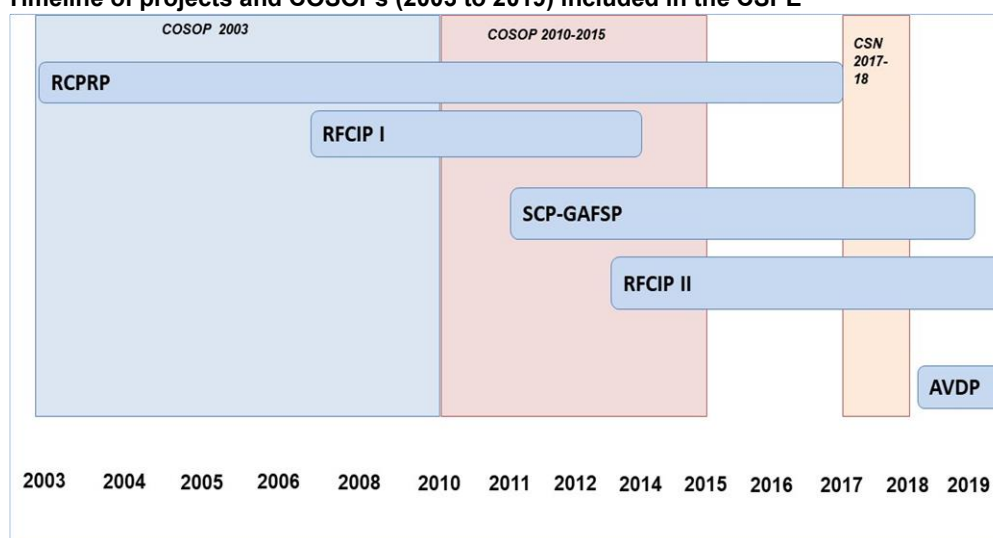 Timeline of projects and COSOPs (2003 to 2019) included in the CSPE
COSOP 2003
COSOP 2010-2015
CSN
2017-
18
RCPRP
RFCIP I
SCP-GAFSP
RFCIP II
AVDP
2003 2004 2005 2006 2008 2010 2011 2012 2014 2015 2016 2017 2018 2019